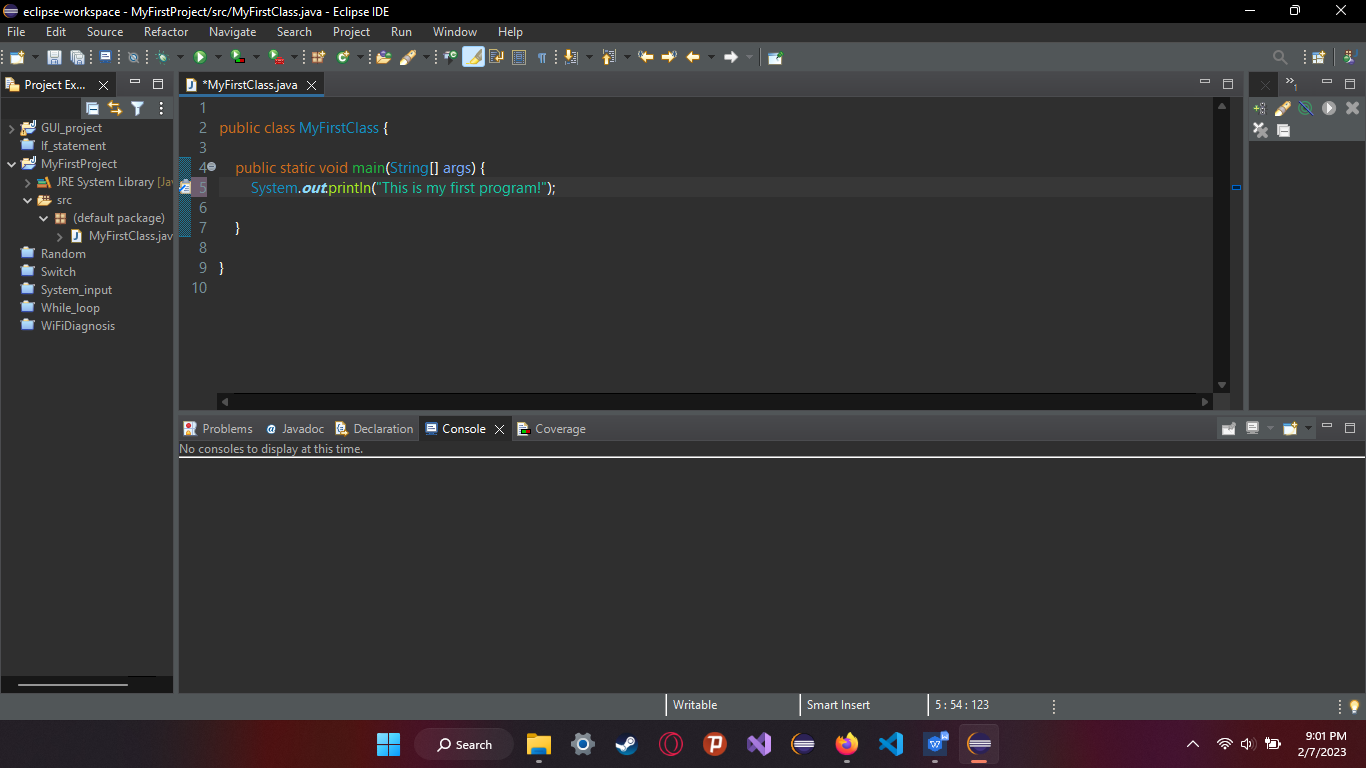 eclipse-workspace - MyFirstProject/src/MyFirstClass.java - Eclipse IDE
File Edit Source Refactor Navigate Search Project Run Window Help
Project Ex...
*MyFirstClass.java
»1
GUI_project
If_statement
MyFirstProject
JRE System Library [Jav
src
(default package)
MyFirstClass.jav
Random
Switch
System_input
While_loop
WiFiDiagnosis
1
2 public class MyFirstClass {
3
4 public static void main(String[] args) {
5 System.out.println("This is my first program!");
6
7 }
8
9 }
10
Problems @ Javadoc Declaration Console Coverage
No consoles to display at this time.
Writable Smart Insert 5 : 54 : 123
Search
9:01 PM
2/7/2023